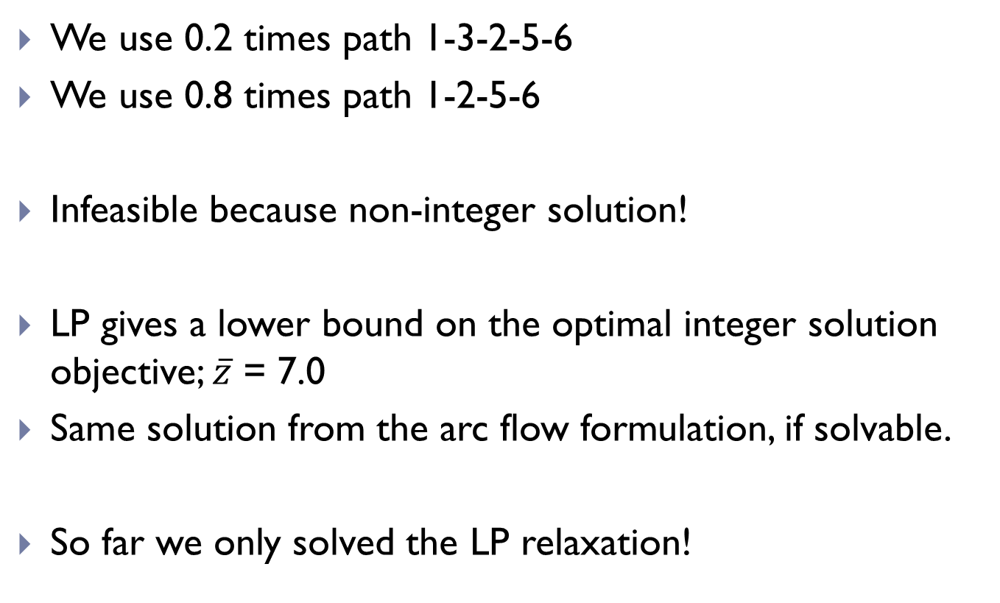 We use 0.2 times path 1-3-2-5-6
We use 0.8 times path 1-2-5-6
Infeasible because non-integer solution!
LP gives a lower bound on the optimal integer solution
objective; z̄ = 7.0
Same solution from the arc flow formulation, if solvable.
So far we only solved the LP relaxation!